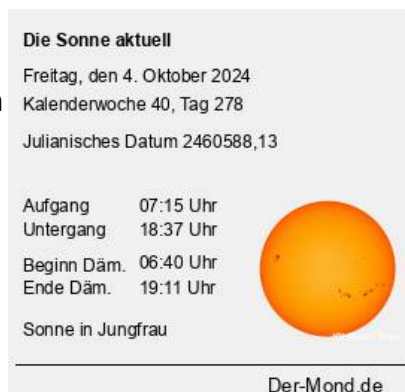 Die Sonne aktuell
Freitag, den 4. Oktober 2024
Kalenderwoche 40, Tag 278
Julianisches Datum 2460588,13
Aufgang 07:15 Uhr
Untergang 18:37 Uhr
Beginn Däm. 06:40 Uhr
Ende Däm. 19:11 Uhr
Sonne in Jungfrau
Der-Mond.de